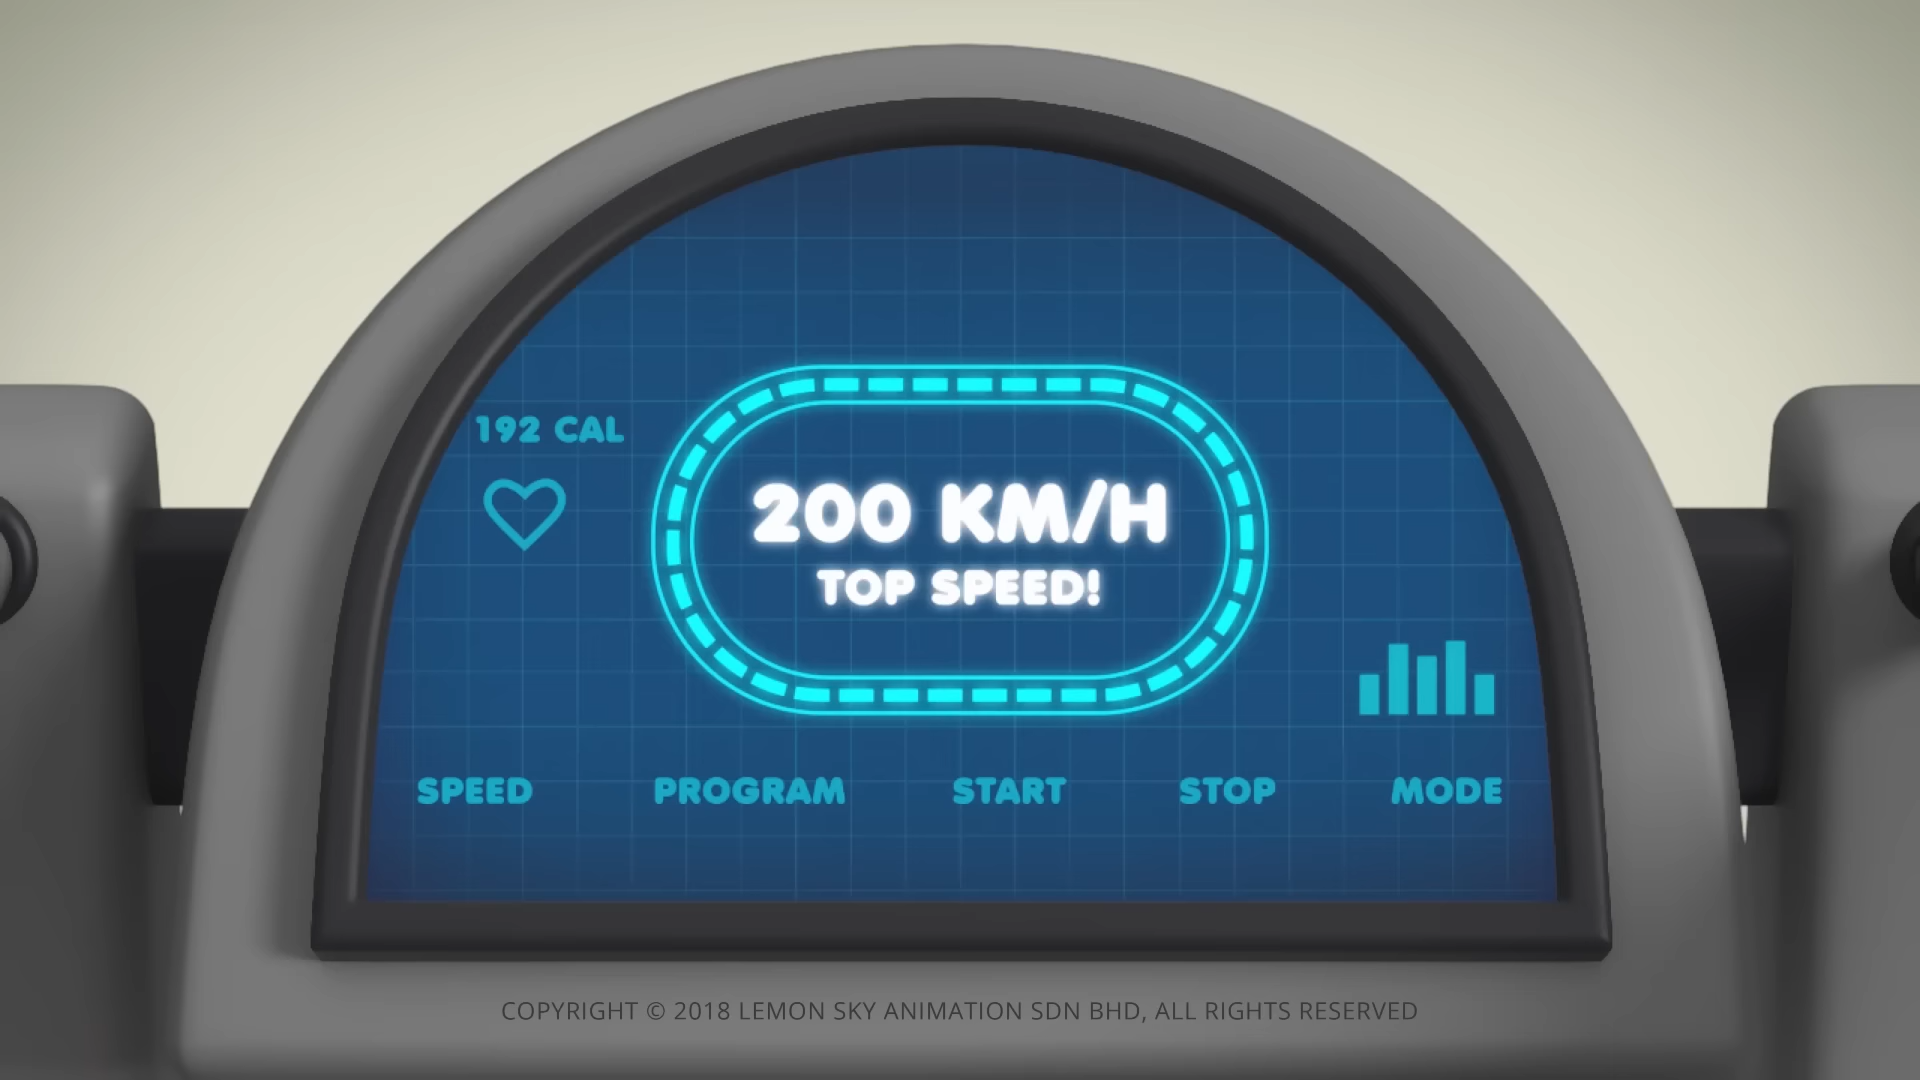 192 CAL
200 KM/H
TOP SPEED!
SPEED PROGRAM START STOP MODE
COPYRIGHT © 2018 LEMON SKY ANIMATION SDN BHD, ALL RIGHTS RESERVED